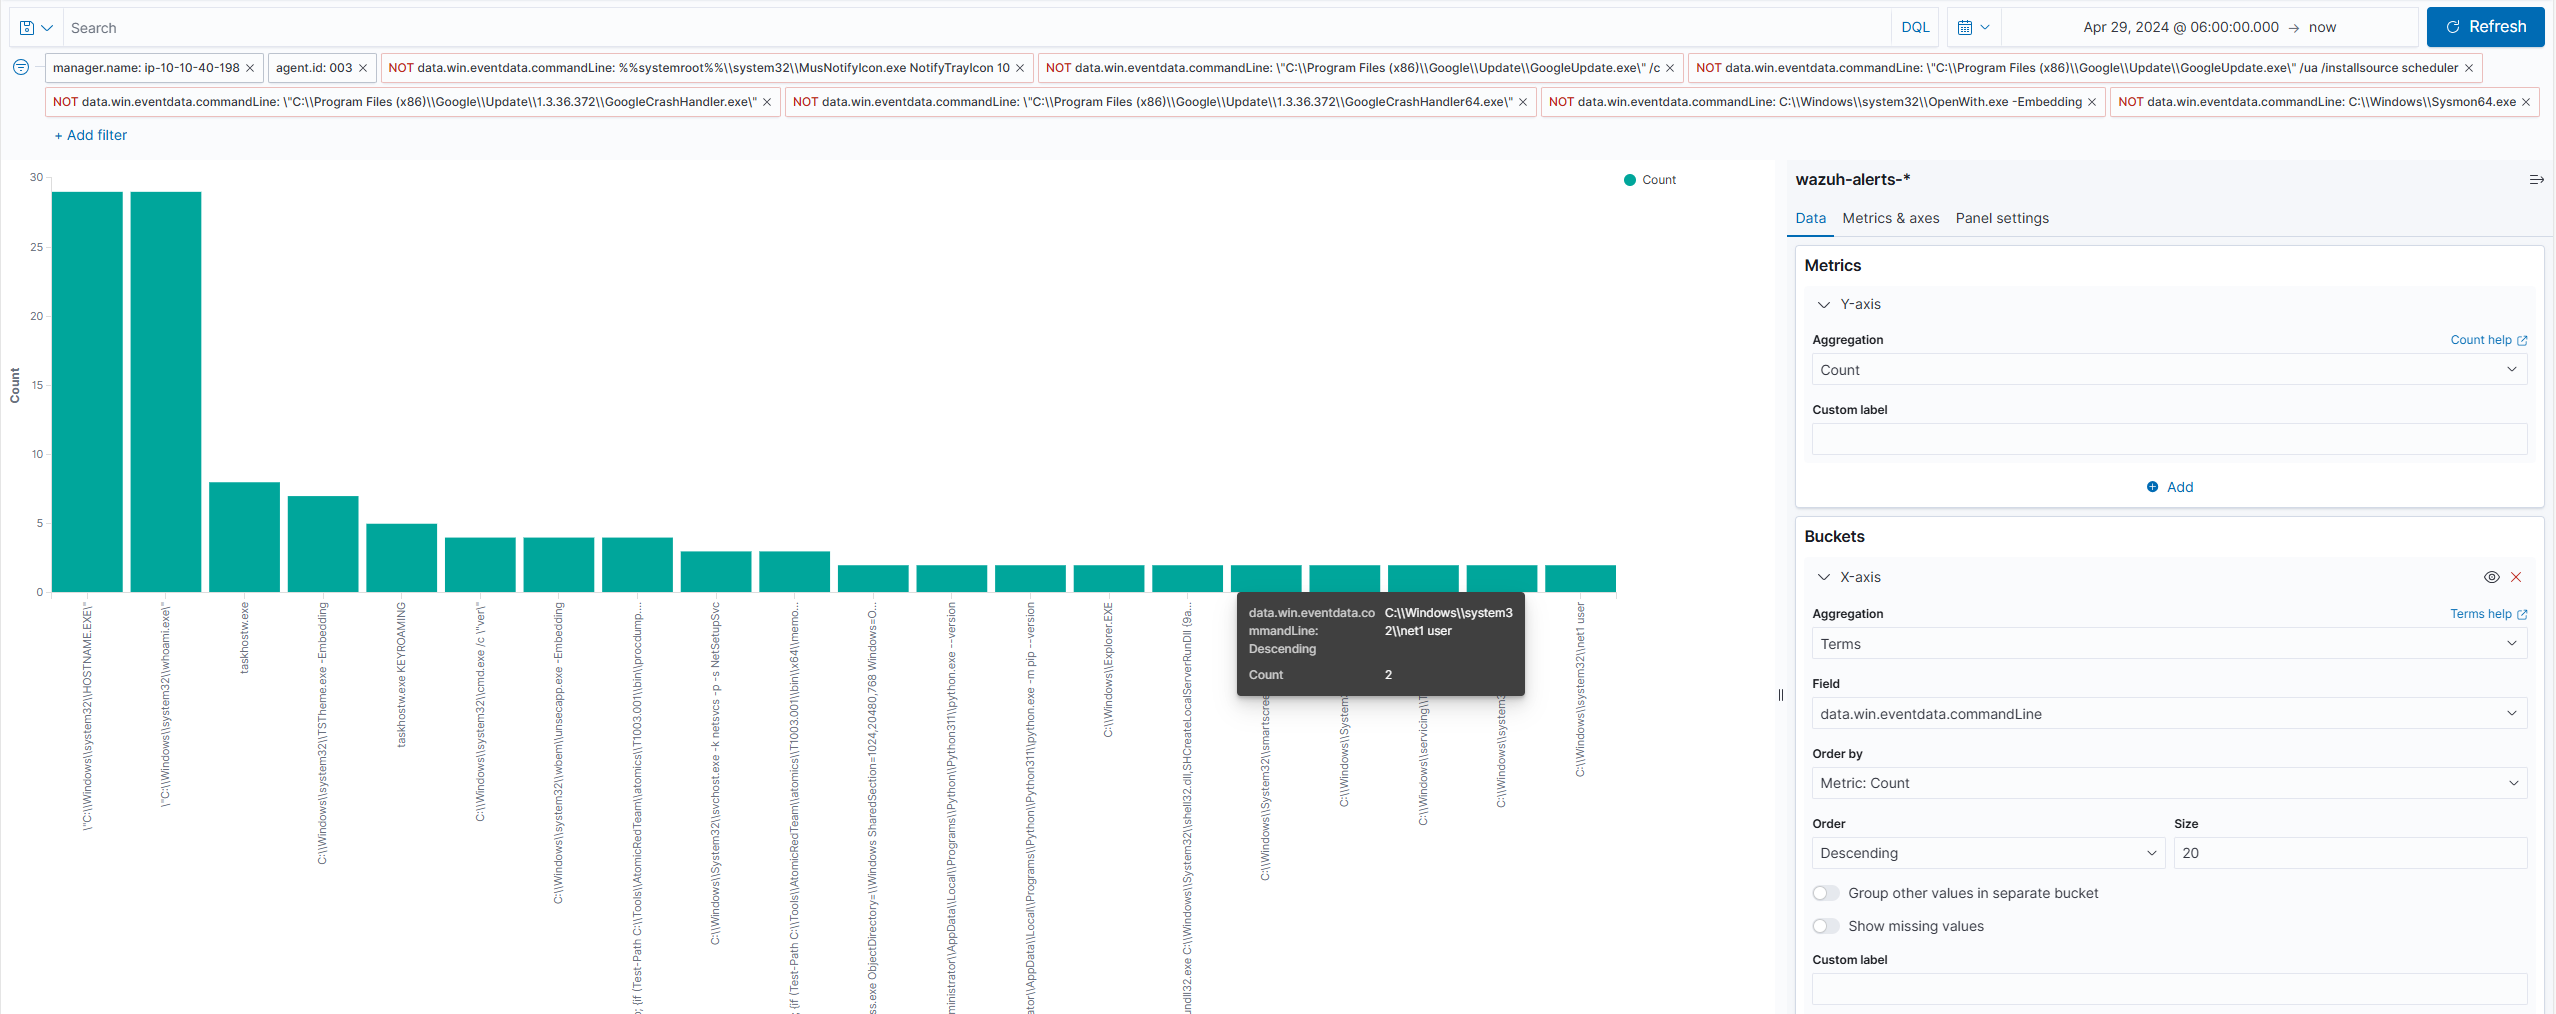 Search
DQL
Apr 29, 2024 @ 06:00:00.000 → now
Refresh
manager.name: ip-10-10-40-198 ×
agent.id: 003 ×
NOT data.win.eventdata.commandLine: %%systemroot%%\\system32\\MusNotifyIcon.exe NotifyTrayIcon 10 ×
NOT data.win.eventdata.commandLine: \"C:\\Program Files (x86)\\Google\\Update\\GoogleUpdate.exe\" /c ×
NOT data.win.eventdata.commandLine: \"C:\\Program Files (x86)\\Google\\Update\\GoogleUpdate.exe\" /ua /installsource scheduler ×
NOT data.win.eventdata.commandLine: \"C:\\Program Files (x86)\\Google\\Update\\1.3.36.372\\GoogleCrashHandler.exe\" ×
NOT data.win.eventdata.commandLine: \"C:\\Program Files (x86)\\Google\\Update\\1.3.36.372\\GoogleCrashHandler64.exe\" ×
NOT data.win.eventdata.commandLine: C:\\Windows\\system32\\OpenWith.exe -Embedding ×
NOT data.win.eventdata.commandLine: C:\\Windows\\Sysmon64.exe ×
+ Add filter
30
25
20
15
10
5
0
Count
Count
\"C:\\Windows\\system32\\HOSTNAME.EXE\"
\"C:\\Windows\\system32\\whoami.exe\"
taskhostw.exe
C:\\Windows\\system32\\TSTheme.exe -Embedding
taskhostw.exe KEYROAMING
C:\\Windows\\system32\\cmd.exe /c \"ver\"
C:\\Windows\\system32\\wbem\\unsecapp.exe -Embedding
; {if (Test-Path C:\\Tools\\AtomicRedTeam\\atomics\\T1003.001\\bin\\procdump....
C:\\Windows\\System32\\svchost.exe -k netsvcs -p -s NetSetupSvc
; {if (Test-Path C:\\Tools\\AtomicRedTeam\\atomics\\T1003.001\\bin\\x64\\memo...
ss.exe ObjectDirectory=\\Windows SharedSection=1024,20480,768 Windows=O...
ministrator\\AppData\\Local\\Programs\\Python\\Python311\\python.exe --version
ator\\AppData\\Local\\Programs\\Python\\Python311\\python.exe -m pip --version
C:\\Windows\\Explorer.EXE
undll32.exe C:\\Windows\\System32\\shell32.dll,SHCreateLocalServerRunDll {9a...
C:\\Windows\\System32\\smartscree
C:\\Windows\\System
C:\\Windows\\servicing\\T
C:\\Windows\\system3
C:\\Windows\\system32\\net1 user
data.win.eventdata.co
mmandLine:
Descending
C:\\Windows\\system3
2\\net1 user
Count 2
wazuh-alerts-*
Data Metrics & axes Panel settings
Metrics
Y-axis
Aggregation Count help
Count
Custom label
Add
Buckets
X-axis
Aggregation Terms help
Terms
Field
data.win.eventdata.commandLine
Order by
Metric: Count
Order Size
Descending 20
Group other values in separate bucket
Show missing values
Custom label